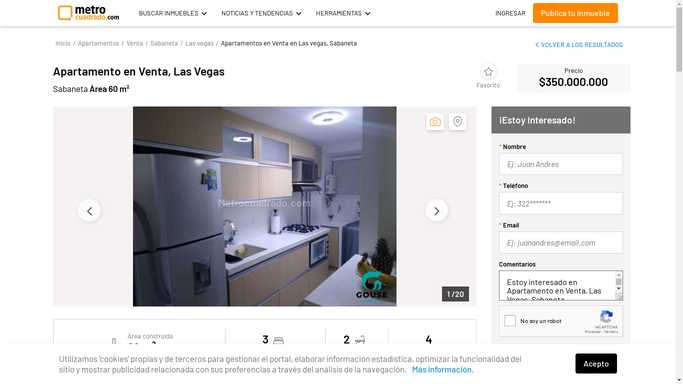 metro
cuadrado.com
BUSCAR INMUEBLES
NOTICIAS Y TENDENCIAS
HERRAMIENTAS
INGRESAR
Publica tu inmueble
Inicio / Apartamentos / Venta / Sabaneta / Las vegas / Apartamentos en Venta en Las vegas, Sabaneta
VOLVER A LOS RESULTADOS
Apartamento en Venta, Las Vegas
Sabaneta Área 60 m²
Favorito
Precio
$350.000.000
Metrocuadrado.com
GOUSE
1 / 20
¡Estoy Interesado!
* Nombre
Ej: Juan Andres
* Teléfono
Ej: 322*******
* Email
Ej: juanandres@email.com
Comentarios
Estoy interesado en
Apartamento en Venta, Las
Vegas, Sabaneta
No soy un robot
reCAPTCHA
Privacidad - Términos
Área construida
3
2
4
Utilizamos 'cookies' propias y de terceros para gestionar el portal, elaborar información estadística, optimizar la funcionalidad del
sitio y mostrar publicidad relacionada con sus preferencias a través del análisis de la navegación. Más información.
Acepto